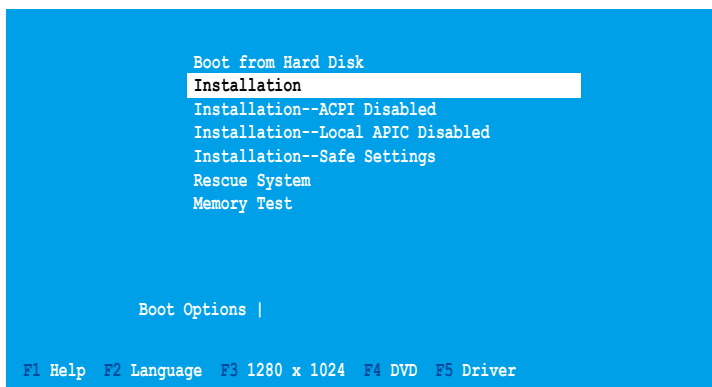 Boot from Hard Disk
Installation
Installation--ACPI Disabled
Installation--Local APIC Disabled
Installation--Safe Settings
Rescue System
Memory Test
Boot Options |
F1 Help F2 Language F3 1280 x 1024 F4 DVD F5 Driver